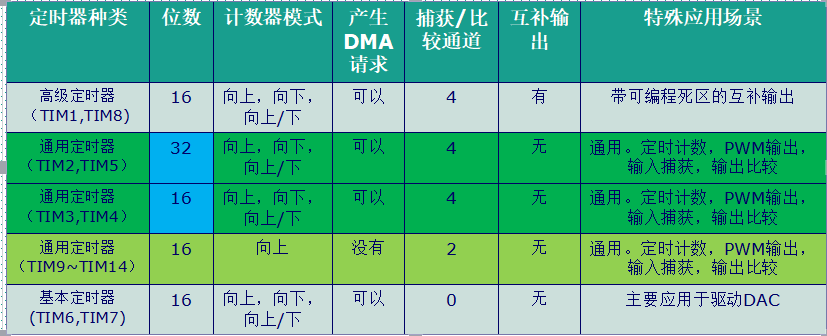 定时器种类 位数 计数器模式 产生DMA请求 捕获/比较通道 互补输出 特殊应用场景
高级定时器（TIM1,TIM8) 16 向上，向下，向上/下 可以 4 有 带可编程死区的互补输出
通用定时器（TIM2,TIM5） 32 向上，向下，向上/下 可以 4 无 通用。定时计数，PWM输出，输入捕获，输出比较
通用定时器（TIM3,TIM4） 16 向上，向下，向上/下 可以 4 无 通用。定时计数，PWM输出，输入捕获，输出比较
通用定时器（TIM9~TIM14） 16 向上 没有 2 无 通用。定时计数，PWM输出，输入捕获，输出比较
基本定时器(TIM6,TIM7) 16 向上，向下，向上/下 可以 0 无 主要应用于驱动DAC